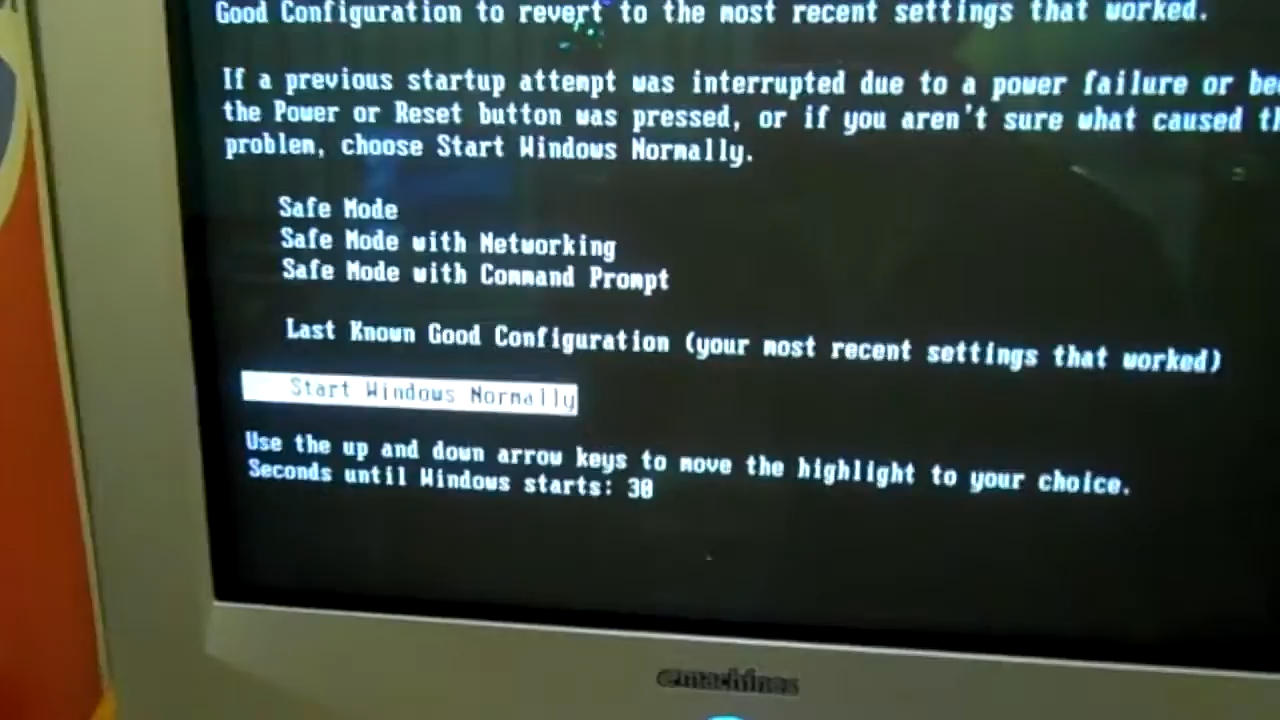 Good Configuration to revert to the most recent settings that worked.
If a previous startup attempt was interrupted due to a power failure or
the Power or Reset button was pressed, or if you aren't sure what caused
problem, choose Start Windows Normally.
Safe Mode
Safe Mode with Networking
Safe Mode with Command Prompt
Last Known Good Configuration (your most recent settings that worked)
Start Windows Normally
Use the up and down arrow keys to move the highlight to your choice.
Seconds until Windows starts: 30
emachines